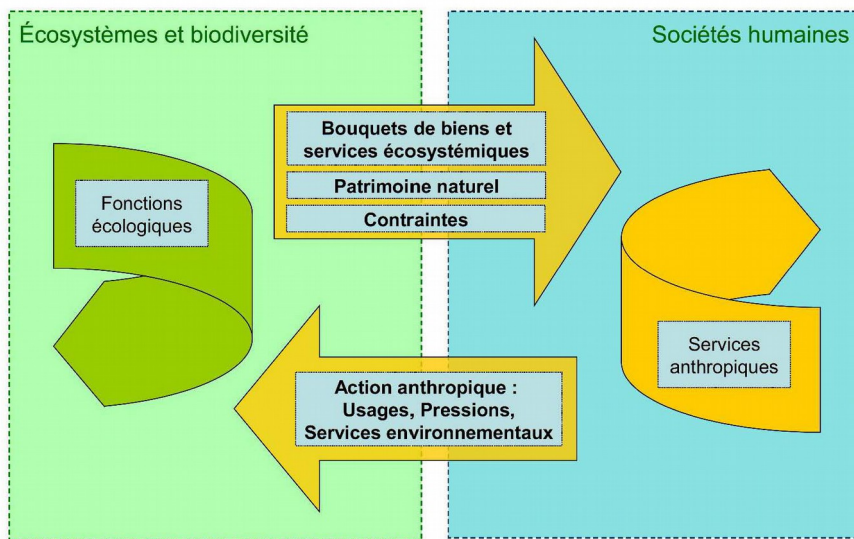 Écosystèmes et biodiversité
Sociétés humaines
Bouquets de biens et
services écosystémiques
Patrimoine naturel
Contraintes
Fonctions
écologiques
Services
anthropiques
Action anthropique :
Usages, Pressions,
Services environnementaux